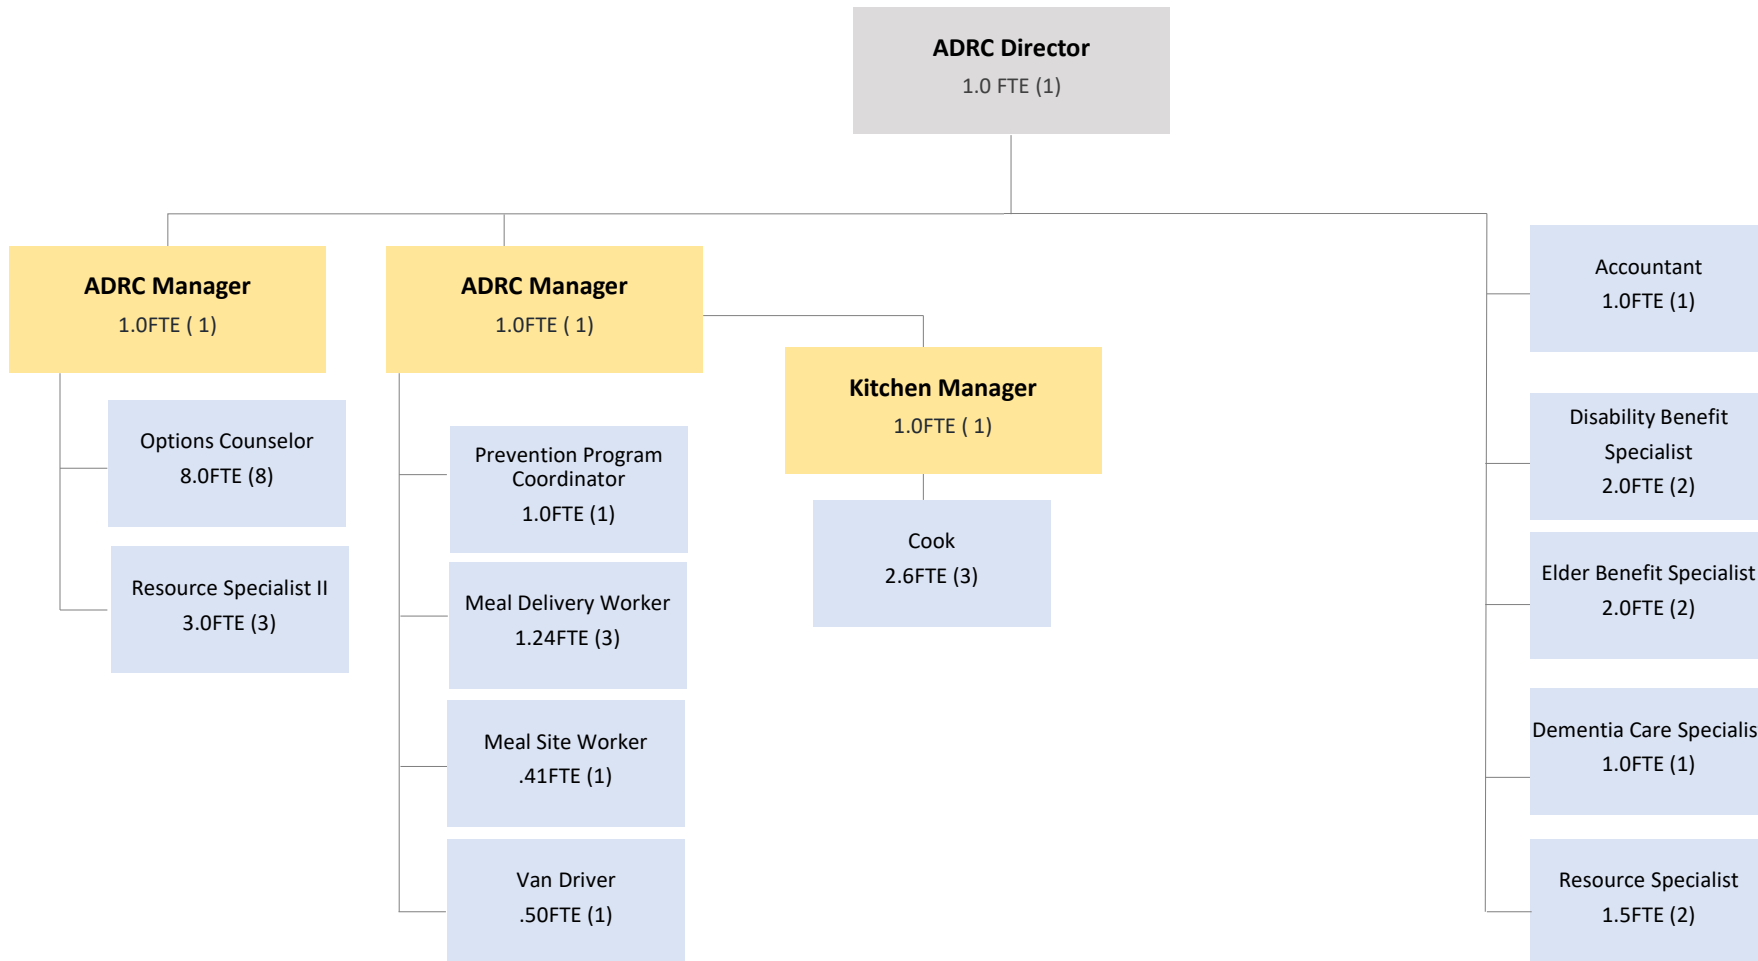 ADRC Director
1.0 FTE (1)
ADRC Manager
1.0FTE ( 1)
Options Counselor
8.0FTE (8)
Resource Specialist II
3.0FTE (3)
ADRC Manager
1.0FTE ( 1)
Prevention Program
Coordinator
1.0FTE (1)
Meal Delivery Worker
1.24FTE (3)
Meal Site Worker
.41FTE (1)
Van Driver
.50FTE (1)
Kitchen Manager
1.0FTE ( 1)
Cook
2.6FTE (3)
Accountant
1.0FTE (1)
Disability Benefit
Specialist
2.0FTE (2)
Elder Benefit Specialist
2.0FTE (2)
Dementia Care Specialis
1.0FTE (1)
Resource Specialist
1.5FTE (2)